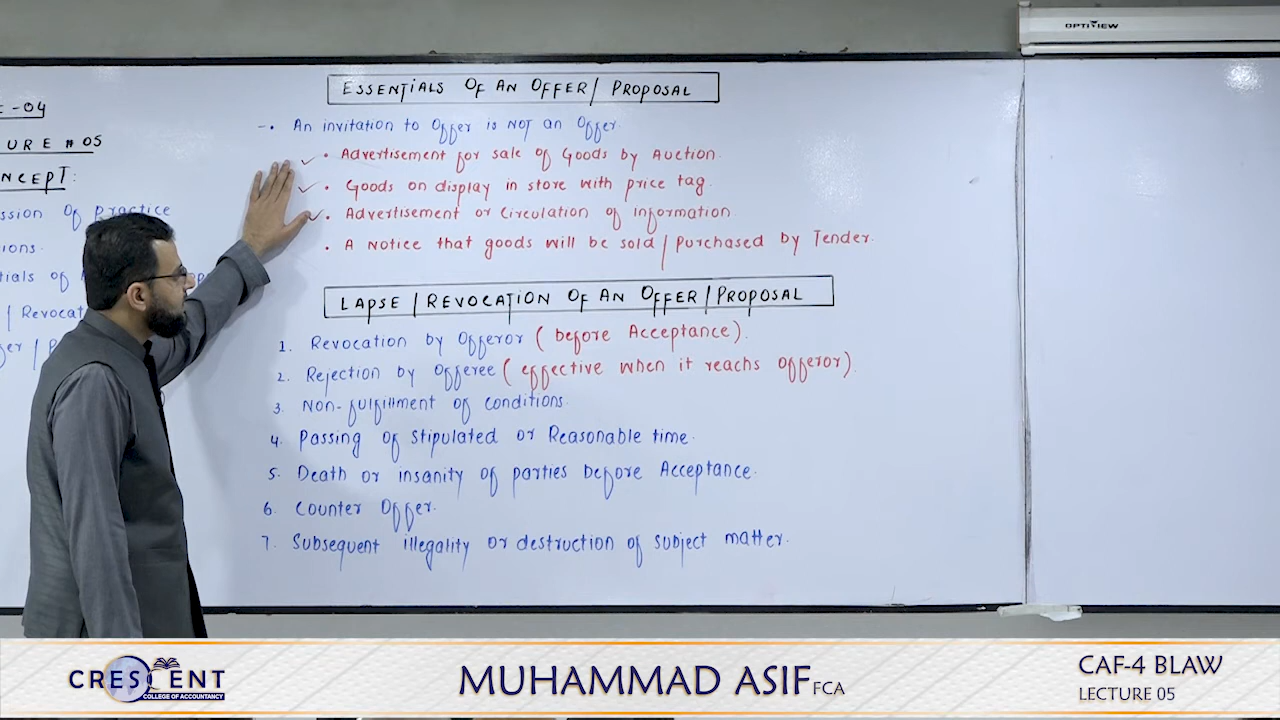 OPTIVIEW
-04
URE # 05
NCEPT:
ssion of practice
ions.
tials of
/ Revocat
er / P
ESSENTIALS OF AN OFFER / PROPOSAL
-• An invitation to Offer is NOT an Offer.
✓ • Advertisement for sale of Goods by Auction.
✓ • Goods on display in store with price tag.
✓ • Advertisement or Circulation of information.
• A Notice that goods will be sold / purchased by Tender.
LAPSE / REVOCATION OF AN OFFER / PROPOSAL
1. Revocation by Offeror (before Acceptance).
2. Rejection by Offeree (effective when it reachs offeror).
3. Non-fulfillment of conditions.
4. Passing of Stipulated or Reasonable time.
5. Death or insanity of parties before Acceptance.
6. Counter Offer.
7. Subsequent illegality or destruction of subject matter.
CRESCENT
COLLEGE OF ACCOUNTANCY
MUHAMMAD ASIF FCA
CAF-4 BLAW
LECTURE 05